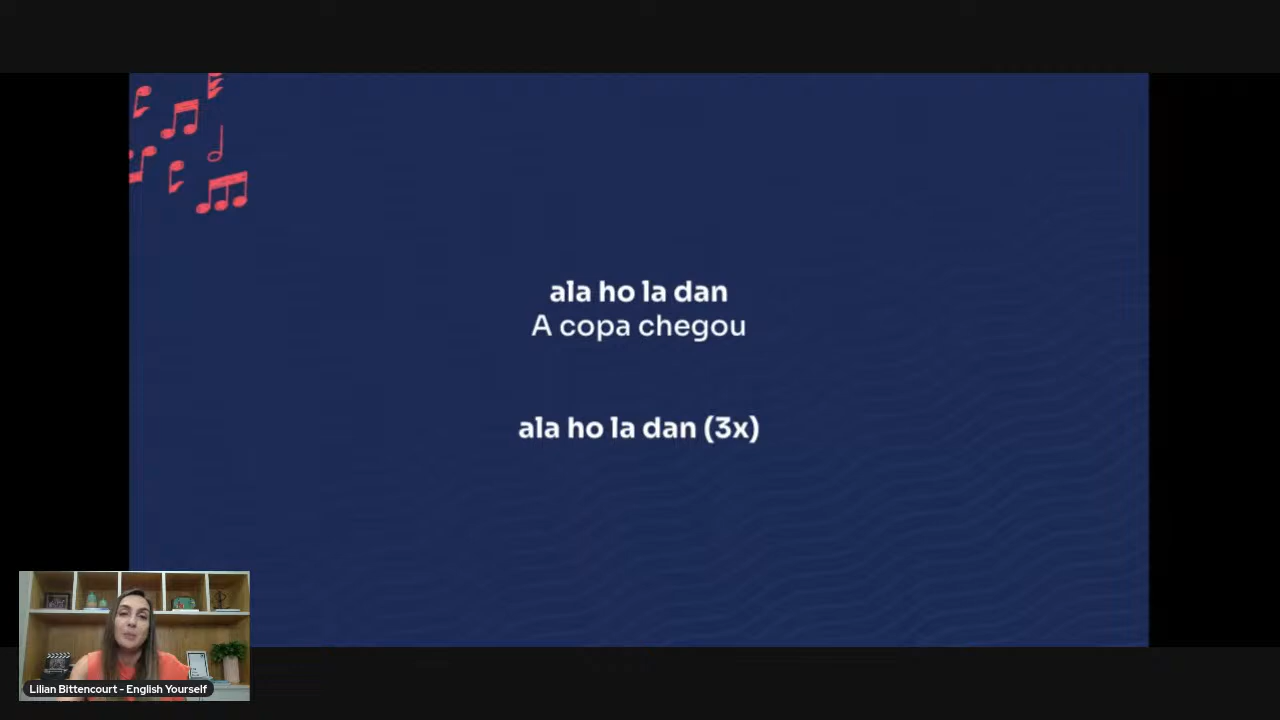 ala ho la dan
A copa chegou
ala ho la dan (3x)
Lilian Bittencourt - English Yourself